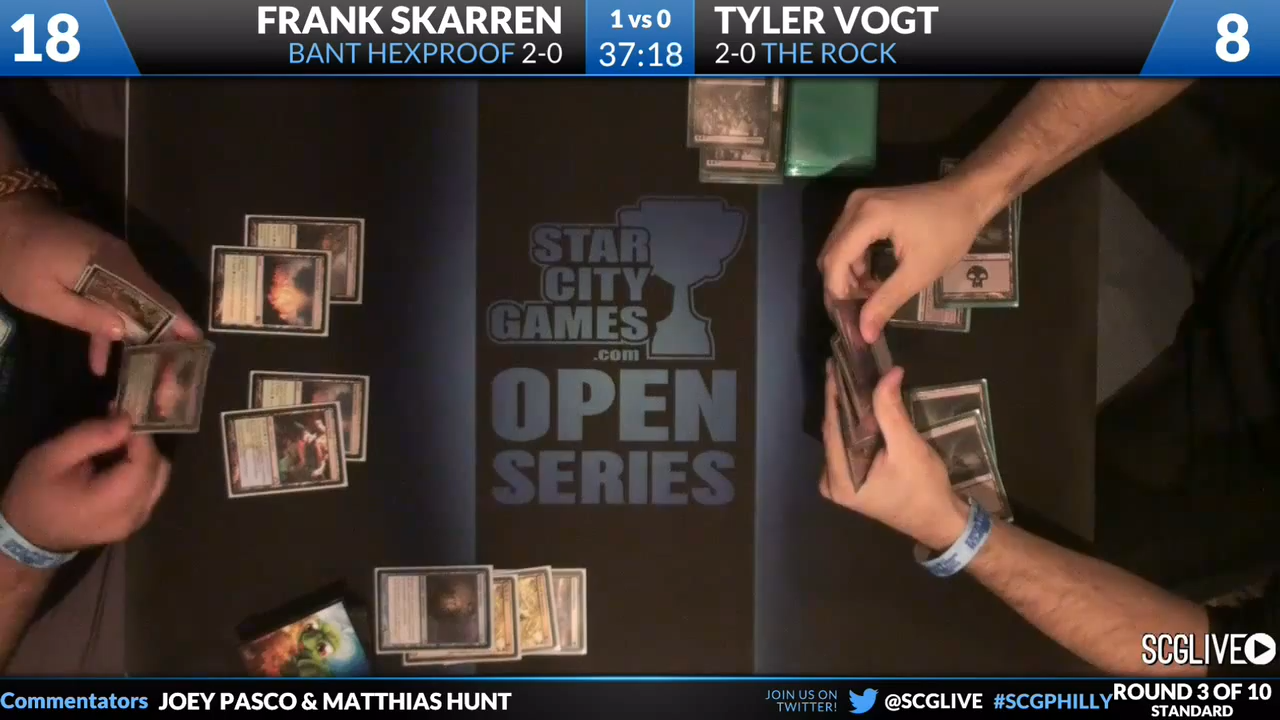 18
FRANK SKARREN
BANT HEXPROOF 2-0
1 vs 0
37:18
TYLER VOGT
2-0 THE ROCK
8
STAR
CITY
GAMES
.com
OPEN
SERIES
SCGLIVE
Commentators JOEY PASCO & MATTHIAS HUNT
JOIN US ON
TWITTER!
@SCGLIVE #SCGPHILLY
ROUND 3 OF 10
STANDARD